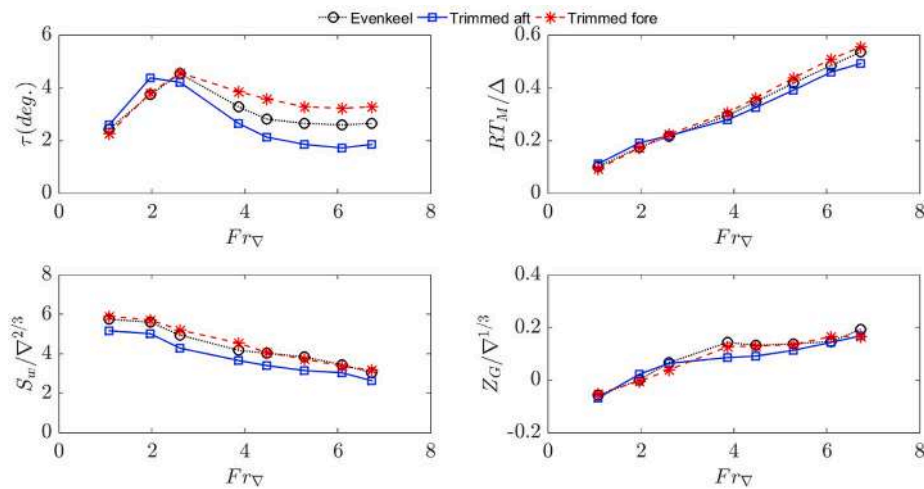 Evenkeel Trimmed aft Trimmed fore
6
4
2
0
τ(deg.)
0 2 4 6 8
Fr∇
0.6
0.4
0.2
0
RT_M/Δ
0 2 4 6 8
Fr∇
8
6
4
2
0
S_w/∇^{2/3}
0 2 4 6 8
Fr∇
0.4
0.2
0
-0.2
Z_G/∇^{1/3}
0 2 4 6 8
Fr∇